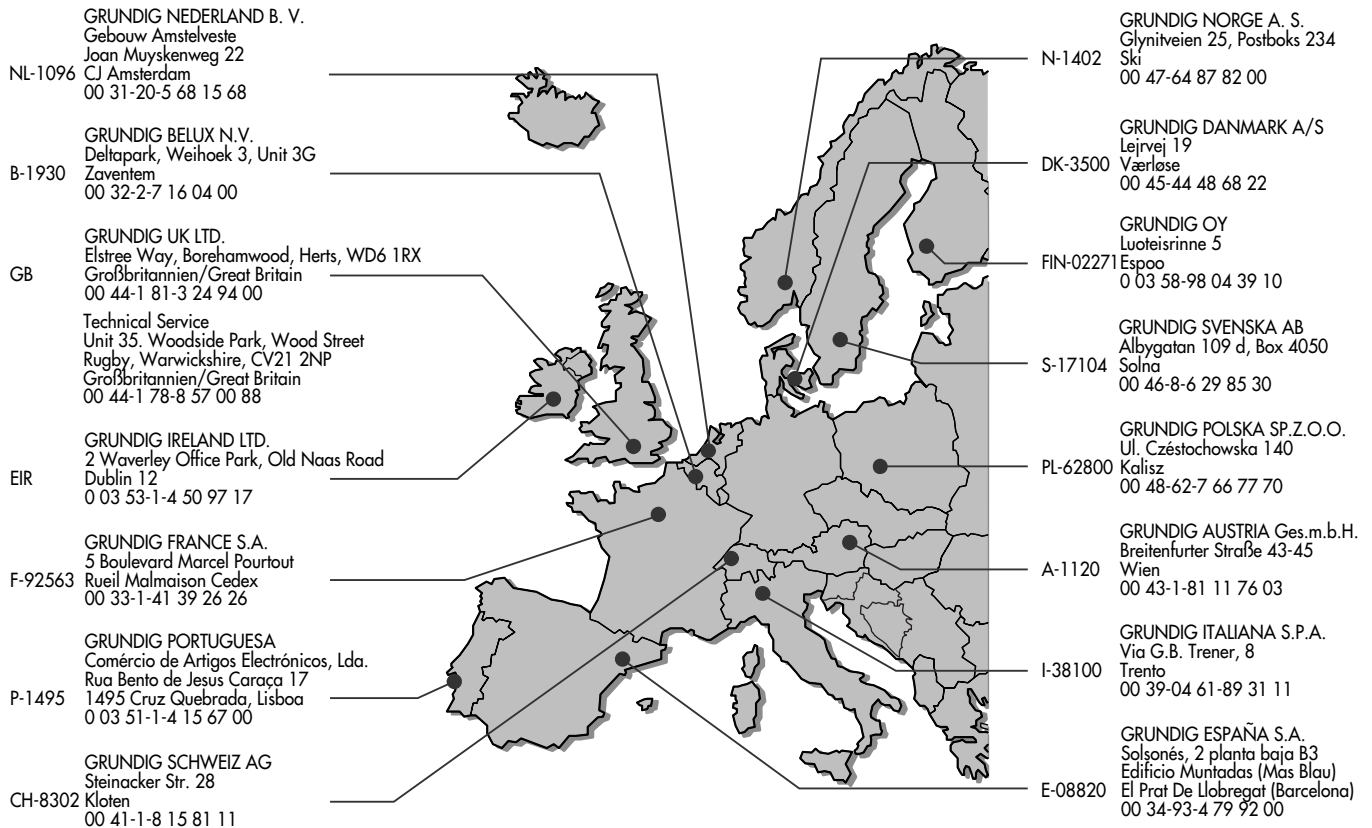 GRUNDIG NEDERLAND B. V.
Gebouw Amstelveste
Joan Muyskenweg 22
NL-1096 CJ Amsterdam
00 31-20-5 68 15 68
GRUNDIG BELUX N.V.
Deltapark, Weihoek 3, Unit 3G
B-1930 Zaventem
00 32-2-7 16 04 00
GRUNDIG UK LTD.
Elstree Way, Borehamwood, Herts, WD6 1RX
GB Großbritannien/Great Britain
00 44-1 81-3 24 94 00
Technical Service
Unit 35. Woodside Park, Wood Street
Rugby, Warwickshire, CV21 2NP
Großbritannien/Great Britain
00 44-1 78-8 57 00 88
GRUNDIG IRELAND LTD.
2 Waverley Office Park, Old Naas Road
EIR Dublin 12
0 03 53-1-4 50 97 17
GRUNDIG FRANCE S.A.
5 Boulevard Marcel Pourtout
F-92563 Rueil Malmaison Cedex
00 33-1-41 39 26 26
GRUNDIG PORTUGUESA
Comércio de Artigos Electrónicos, Lda.
Rua Bento de Jesus Caraça 17
P-1495 1495 Cruz Quebrada, Lisboa
0 03 51-1-4 15 67 00
GRUNDIG SCHWEIZ AG
Steinacker Str. 28
CH-8302 Kloten
00 41-1-8 15 81 11
GRUNDIG NORGE A. S.
Glynitveien 25, Postboks 234
N-1402 Ski
00 47-64 87 82 00
GRUNDIG DANMARK A/S
Lejrvej 19
DK-3500 Værløse
00 45-44 48 68 22
GRUNDIG OY
Luoteisrinne 5
FIN-02271 Espoo
0 03 58-98 04 39 10
GRUNDIG SVENSKA AB
Albygatan 109 d, Box 4050
S-17104 Solna
00 46-8-6 29 85 30
GRUNDIG POLSKA SP.Z.O.O.
Ul. Czéstochowska 140
PL-62800 Kalisz
00 48-62-7 66 77 70
GRUNDIG AUSTRIA Ges.m.b.H.
Breitenfurter Straße 43-45
A-1120 Wien
00 43-1-81 11 76 03
GRUNDIG ITALIANA S.P.A.
Via G.B. Trener, 8
I-38100 Trento
00 39-04 61-89 31 11
GRUNDIG ESPAÑA S.A.
Solsonés, 2 planta baja B3
Edificio Muntadas (Mas Blau)
E-08820 El Prat De Llobregat (Barcelona)
00 34-93-4 79 92 00